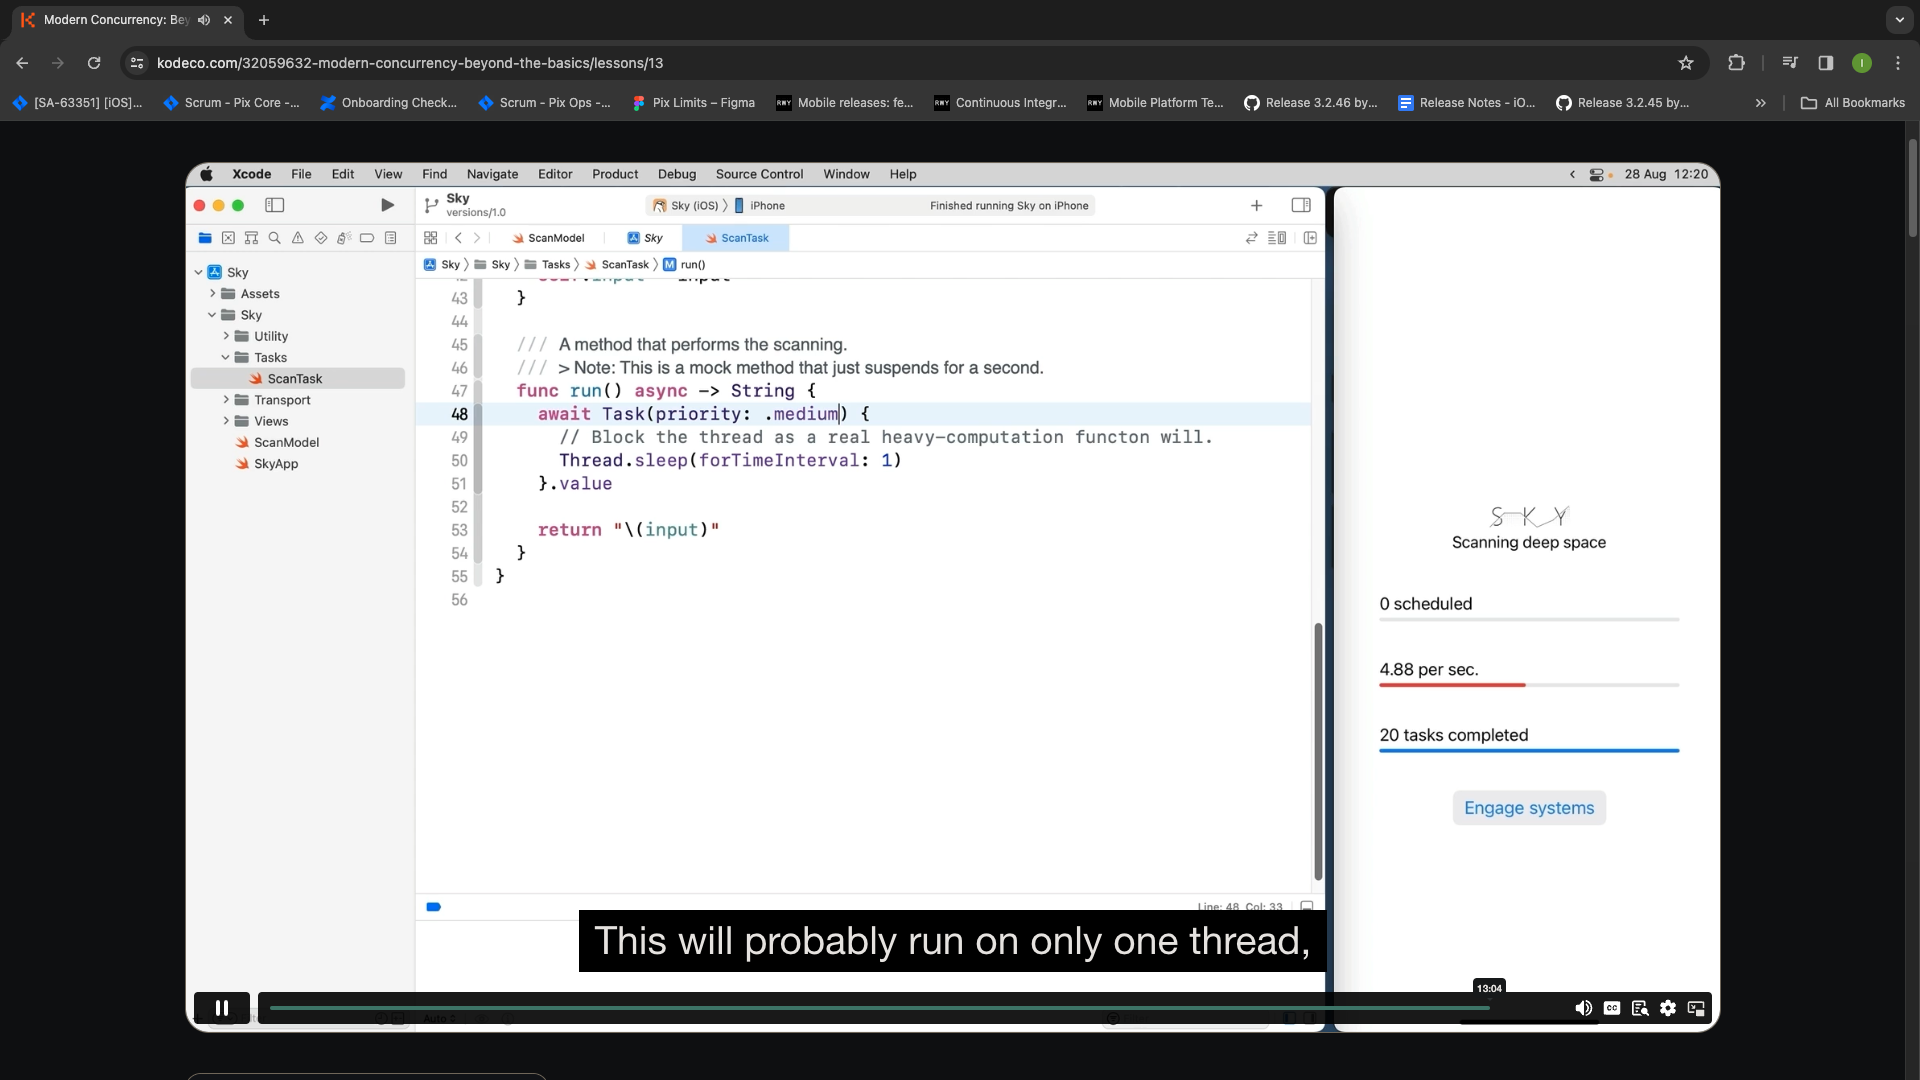 Modern Concurrency: Bey
kodeco.com/32059632-modern-concurrency-beyond-the-basics/lessons/13
[SA-63351] [iOS]...
Scrum - Pix Core -...
Onboarding Check...
Scrum - Pix Ops -...
Pix Limits – Figma
RWY
Mobile releases: fe...
RWY
Continuous Integr...
RWY
Mobile Platform Te...
Release 3.2.46 by...
Release Notes - iO...
Release 3.2.45 by...
»
All Bookmarks
Xcode File Edit View Find Navigate Editor Product Debug Source Control Window Help
28 Aug 12:20
Sky
versions/1.0
Sky (iOS) 〉 iPhone
Finished running Sky on iPhone
ScanModel
Sky
ScanTask
Sky 〉 Sky 〉 Tasks 〉 ScanTask 〉 M run()
Sky
Assets
Sky
Utility
Tasks
ScanTask
Transport
Views
ScanModel
SkyApp
43 }
44
45 /// A method that performs the scanning.
46 /// > Note: This is a mock method that just suspends for a second.
47 func run() async -> String {
48 await Task(priority: .medium) {
49 // Block the thread as a real heavy-computation functon will.
50 Thread.sleep(forTimeInterval: 1)
51 }.value
52
53 return "\(input)"
54 }
55 }
56
S K Y
Scanning deep space
0 scheduled
4.88 per sec.
20 tasks completed
Engage systems
Line: 48 Col: 33
This will probably run on only one thread,
13:04
CC
Auto